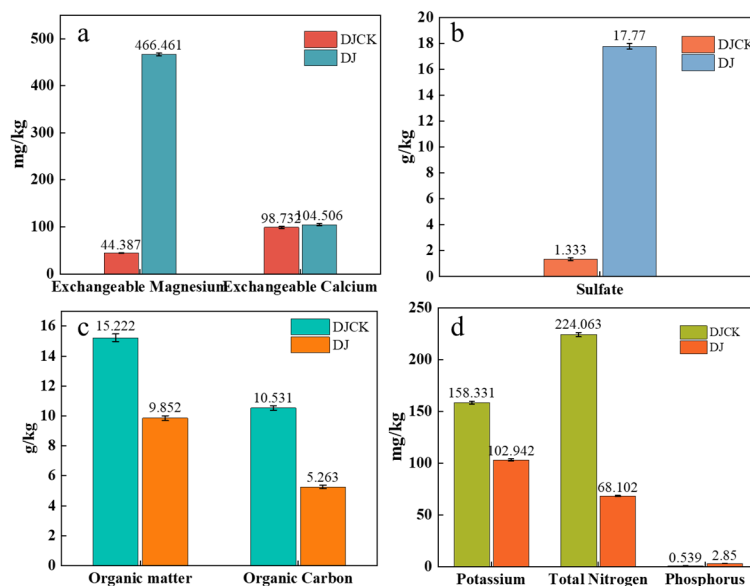 a
DJCK
DJ
466.461
44.387
98.732
104.506
500
400
300
200
100
0
mg/kg
Exchangeable Magnesium
Exchangeable Calcium
b
DJCK
DJ
17.77
1.333
20
18
16
14
12
10
8
6
4
2
0
g/kg
Sulfate
c
DJCK
DJ
15.222
9.852
10.531
5.263
16
14
12
10
8
6
4
2
0
g/kg
Organic matter
Organic Carbon
d
DJCK
DJ
224.063
158.331
102.942
68.102
0.539
2.85
250
200
150
100
50
0
mg/kg
Potassium
Total Nitrogen
Phosphorus